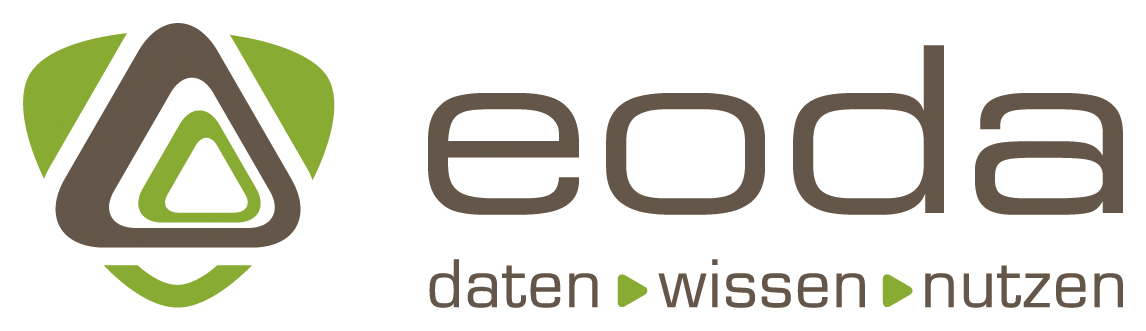 eoda
daten ▸ wissen ▸ nutzen